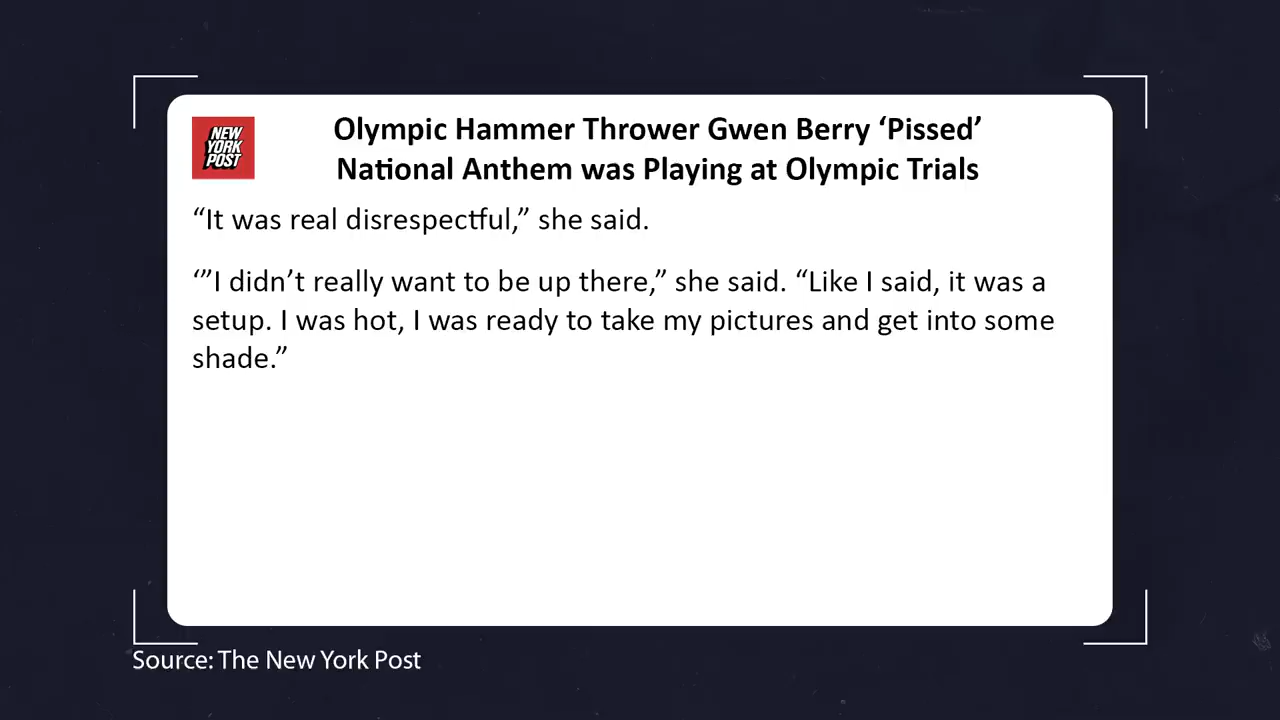 NEW
YORK
POST
Olympic Hammer Thrower Gwen Berry ‘Pissed’
National Anthem was Playing at Olympic Trials
“It was real disrespectful,” she said.
‘”I didn’t really want to be up there,” she said. “Like I said, it was a
setup. I was hot, I was ready to take my pictures and get into some
shade.”
Source: The New York Post